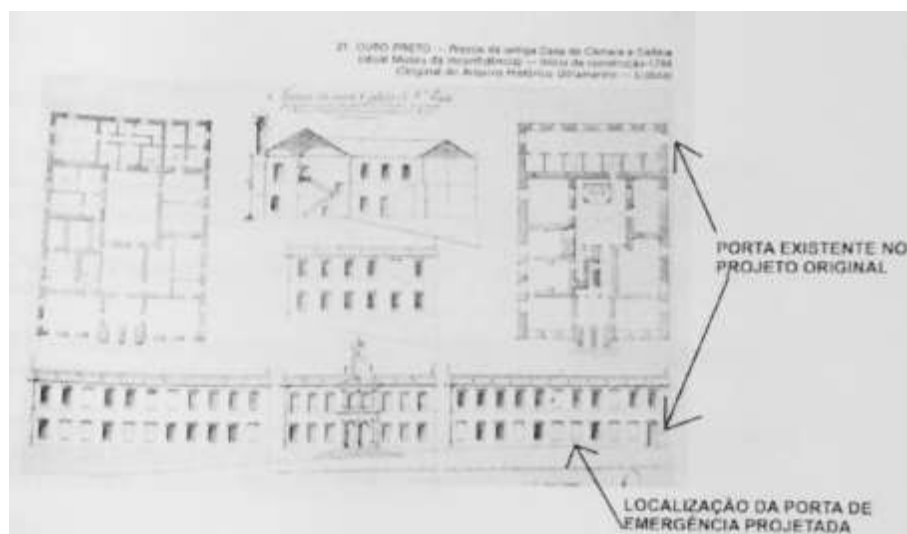 21. OURO PRETO — Riscos da antiga Casa de Câmara e Cadeia
(atual Museu da Inconfidência) — Início da construção 1784
(Original do Arquivo Histórico Ultramarino — Lisboa)
PORTA EXISTENTE NO
PROJETO ORIGINAL
LOCALIZAÇÃO DA PORTA DE
EMERGÊNCIA PROJETADA